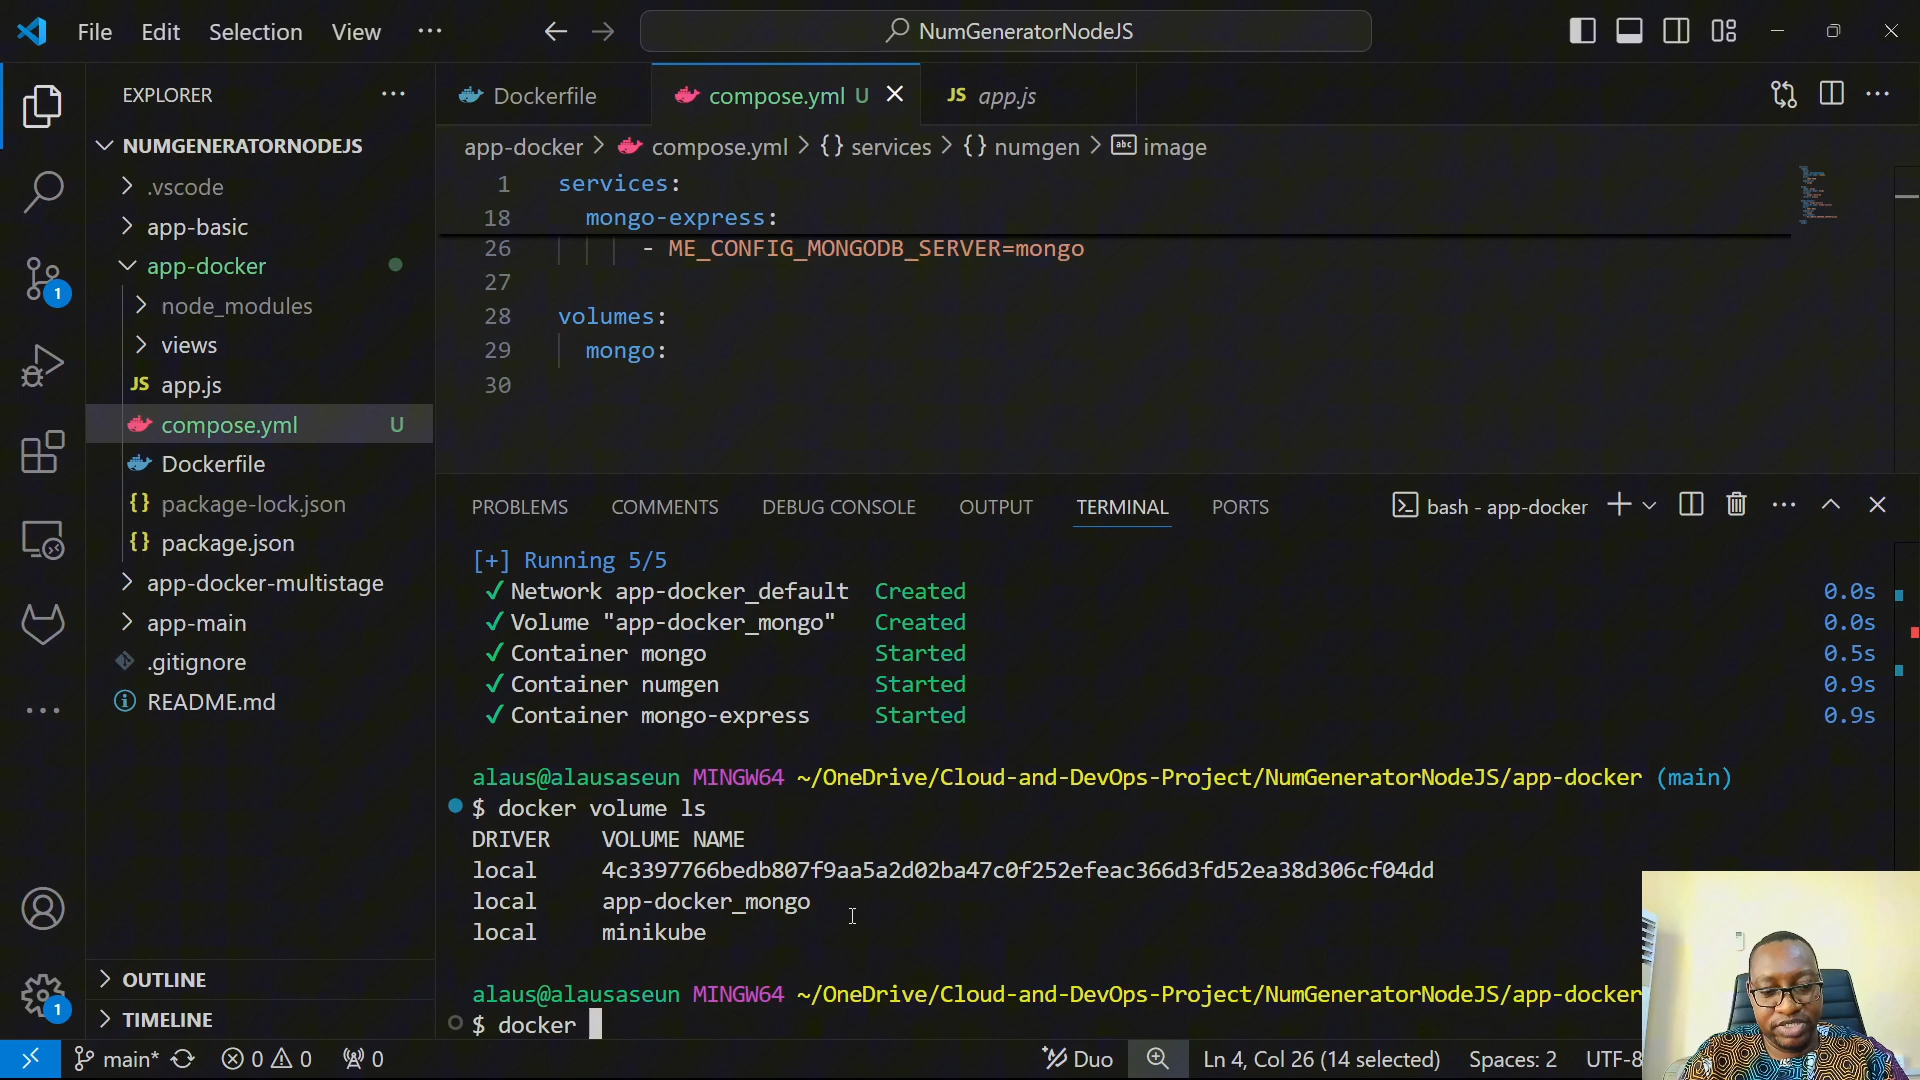 File Edit Selection View ···
NumGeneratorNodeJS
EXPLORER
NUMGENERATORNODEJS
.vscode
app-basic
app-docker
node_modules
views
JS app.js
compose.yml U
Dockerfile
{} package-lock.json
{} package.json
app-docker-multistage
app-main
.gitignore
README.md
OUTLINE
TIMELINE
1
1
Dockerfile
compose.yml U
JS app.js
app-docker > compose.yml > {} services > {} numgen > abc image
1 services:
18 mongo-express:
26 - ME_CONFIG_MONGODB_SERVER=mongo
27
28 volumes:
29 mongo:
30
PROBLEMS COMMENTS DEBUG CONSOLE OUTPUT TERMINAL PORTS
bash - app-docker
[+] Running 5/5
✓ Network app-docker_default Created 0.0s
✓ Volume "app-docker_mongo" Created 0.0s
✓ Container mongo Started 0.5s
✓ Container numgen Started 0.9s
✓ Container mongo-express Started 0.9s
alaus@alausaseun MINGW64 ~/OneDrive/Cloud-and-DevOps-Project/NumGeneratorNodeJS/app-docker (main)
$ docker volume ls
DRIVER VOLUME NAME
local 4c3397766bedb807f9aa5a2d02ba47c0f252efeac366d3fd52ea38d306cf04dd
local app-docker_mongo
local minikube
alaus@alausaseun MINGW64 ~/OneDrive/Cloud-and-DevOps-Project/NumGeneratorNodeJS/app-docker
$ docker
main* 0 0 0
Duo Ln 4, Col 26 (14 selected) Spaces: 2 UTF-8